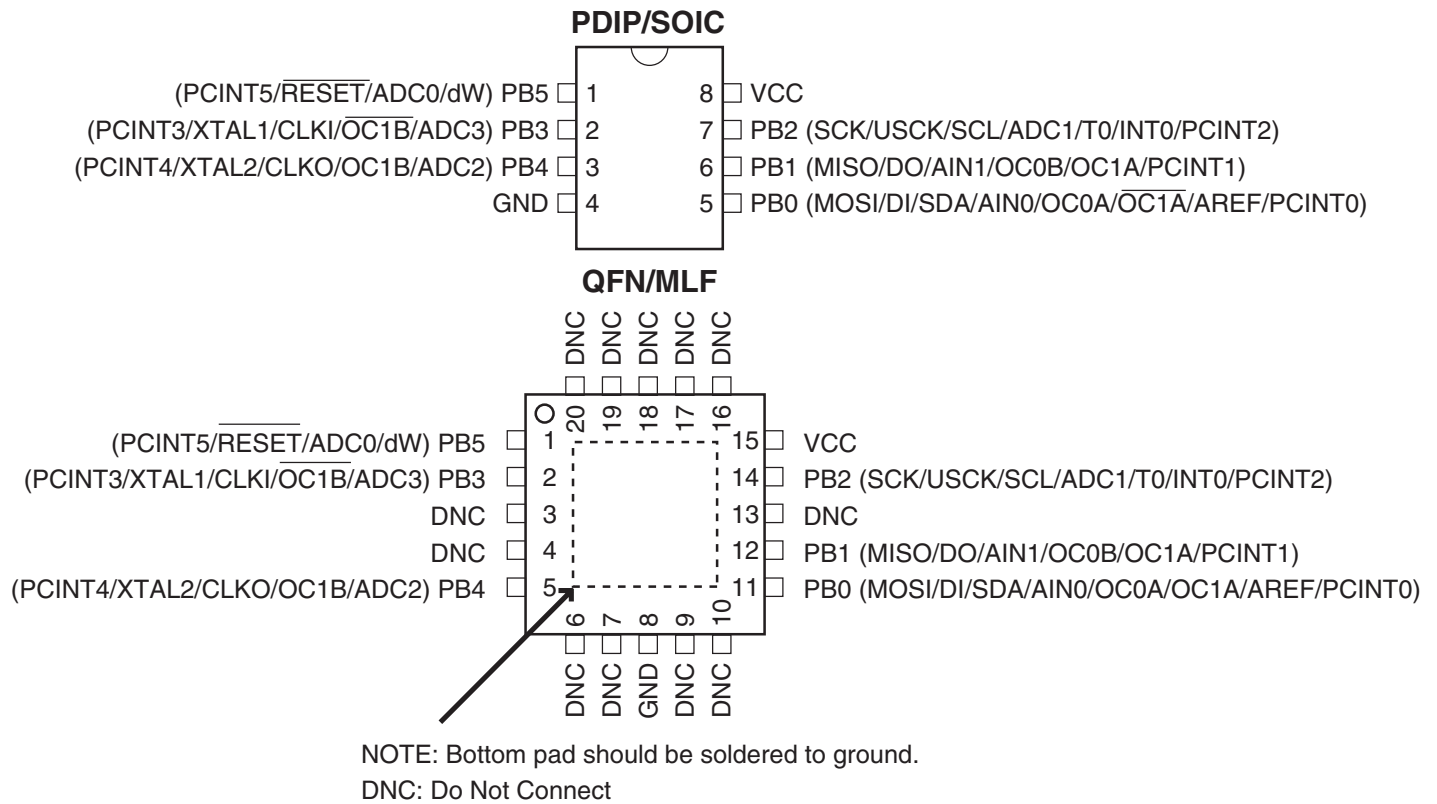 PDIP/SOIC
(PCINT5/RESET/ADC0/dW) PB5 1 8 VCC
(PCINT3/XTAL1/CLKI/OC1B/ADC3) PB3 2 7 PB2 (SCK/USCK/SCL/ADC1/T0/INT0/PCINT2)
(PCINT4/XTAL2/CLKO/OC1B/ADC2) PB4 3 6 PB1 (MISO/DO/AIN1/OC0B/OC1A/PCINT1)
GND 4 5 PB0 (MOSI/DI/SDA/AIN0/OC0A/OC1A/AREF/PCINT0)
QFN/MLF
DNC DNC DNC DNC DNC
20 19 18 17 16
(PCINT5/RESET/ADC0/dW) PB5 1 15 VCC
(PCINT3/XTAL1/CLKI/OC1B/ADC3) PB3 2 14 PB2 (SCK/USCK/SCL/ADC1/T0/INT0/PCINT2)
DNC 3 13 DNC
DNC 4 12 PB1 (MISO/DO/AIN1/OC0B/OC1A/PCINT1)
(PCINT4/XTAL2/CLKO/OC1B/ADC2) PB4 5 11 PB0 (MOSI/DI/SDA/AIN0/OC0A/OC1A/AREF/PCINT0)
6 7 8 9 10
DNC DNC GND DNC DNC
NOTE: Bottom pad should be soldered to ground.
DNC: Do Not Connect